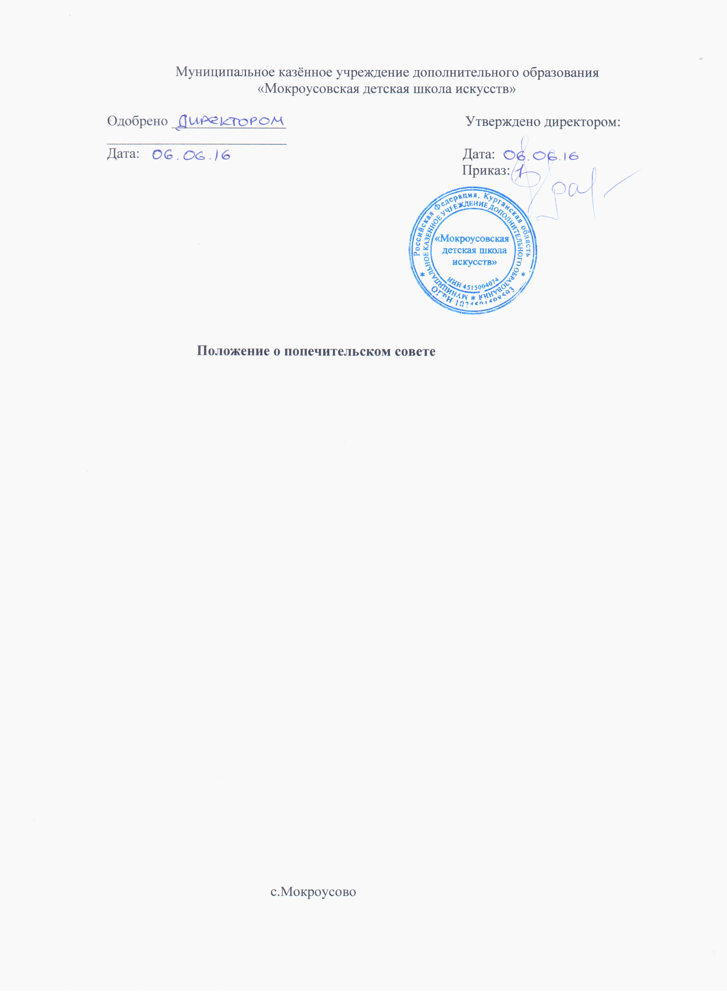 Муниципальное казённое учреждение дополнительного образования
«Мокроусовская детская школа искусств»
Одобрено ДИРЕКТОРОМ
Утверждено директором:
Дата: 06.06.16
Дата: 06.06.16
Приказ: 1
Российская Федерация, Курганская область
МУНИЦИПАЛЬНОЕ КАЗЕННОЕ УЧРЕЖДЕНИЕ ДОПОЛНИТЕЛЬНОГО ОБРАЗОВАНИЯ
«Мокроусовская
детская школа
искусств»
ИНН 4515004074
ОГРН
Положение о попечительском совете
с.Мокроусово